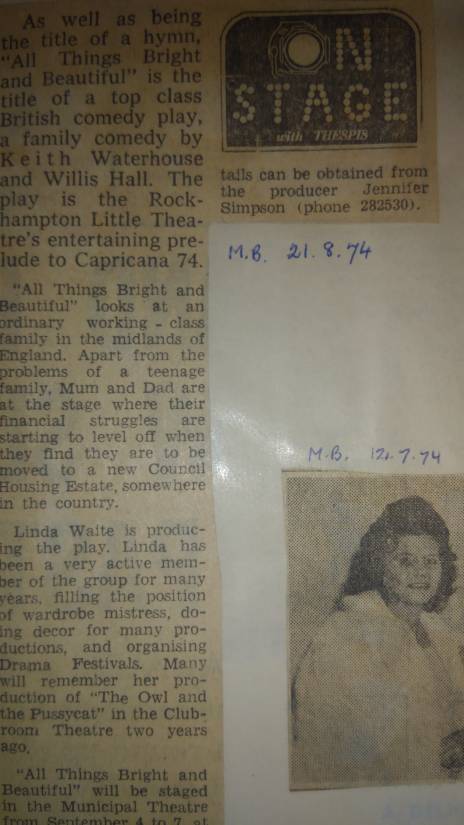 As well as being
the title of a hymn,
"All Things Bright
and Beautiful" is the
title of a top class
British comedy play,
a family comedy by
Keith Waterhouse
and Willis Hall. The
play is the Rock-
hampton Little Thea-
tre's entertaining pre-
lude to Capricana 74.
"All Things Bright and
Beautiful" looks at an
ordinary working - class
family in the midlands of
England. Apart from the
problems of a teenage
family, Mum and Dad are
at the stage where their
financial struggles are
starting to level off when
they find they are to be
moved to a new Council
Housing Estate, somewhere
in the country.
Linda Waite is produc-
ing the play. Linda has
been a very active mem-
ber of the group for many
years, filling the position
of wardrobe mistress, do-
ing decor for many pro-
ductions, and organising
Drama Festivals. Many
will remember her pro-
duction of "The Owl and
the Pussycat" in the Club-
room Theatre two years
ago.
"All Things Bright and
Beautiful" will be staged
in the Municipal Theatre
from September 4 to 7, at
ON
STAGE
with THESPIS
tails can be obtained from
the producer Jennifer
Simpson (phone 282530).
M.B. 21.8.74
M.B. 12.7.74